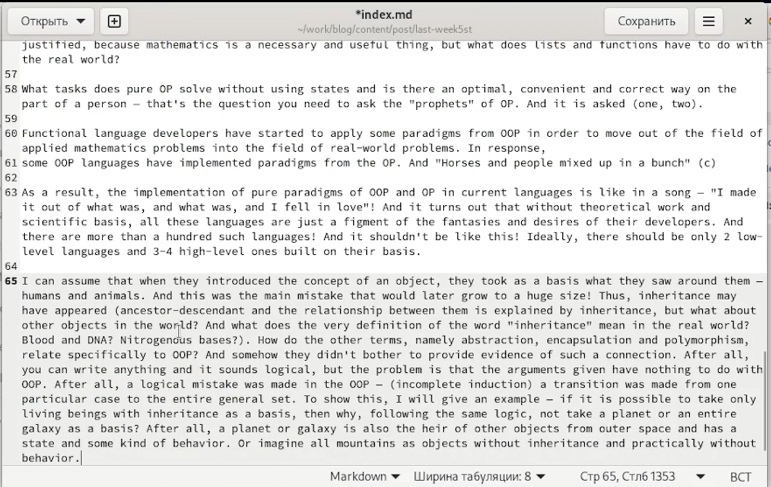 Открыть
*index.md
~/work/blog/content/post/last-week5st
Сохранить
justified, because mathematics is a necessary and useful thing, but what does lists and functions have to do with
the real world?
57
58 What tasks does pure OP solve without using states and is there an optimal, convenient and correct way on the
part of a person — that's the question you need to ask the "prophets" of OP. And it is asked (one, two).
59
60 Functional language developers have started to apply some paradigms from OOP in order to move out of the field of
applied mathematics problems into the field of real-world problems. In response,
61 some OOP languages have implemented paradigms from the OP. And "Horses and people mixed up in a bunch" (c)
62
63 As a result, the implementation of pure paradigms of OOP and OP in current languages is like in a song — "I made
it out of what was, and what was, and I fell in love"! And it turns out that without theoretical work and
scientific basis, all these languages are just a figment of the fantasies and desires of their developers. And
there are more than a hundred such languages! And it shouldn't be like this! Ideally, there should be only 2 low-
level languages and 3-4 high-level ones built on their basis.
64
65 I can assume that when they introduced the concept of an object, they took as a basis what they saw around them —
humans and animals. And this was the main mistake that would later grow to a huge size! Thus, inheritance may
have appeared (ancestor-descendant and the relationship between them is explained by inheritance, but what about
other objects in the world? And what does the very definition of the word "inheritance" mean in the real world?
Blood and DNA? Nitrogenous bases?). How do the other terms, namely abstraction, encapsulation and polymorphism,
relate specifically to OOP? And somehow they didn't bother to provide evidence of such a connection. After all,
you can write anything and it sounds logical, but the problem is that the arguments given have nothing to do with
OOP. After all, a logical mistake was made in the OOP — (incomplete induction) a transition was made from one
particular case to the entire general set. To show this, I will give an example — if it is possible to take only
living beings with inheritance as a basis, then why, following the same logic, not take a planet or an entire
galaxy as a basis? After all, a planet or galaxy is also the heir of other objects from outer space and has a
state and some kind of behavior. Or imagine all mountains as objects without inheritance and practically without
behavior.
Markdown
Ширина табуляции: 8
Стр 65, Стлб 1353
ВСТ